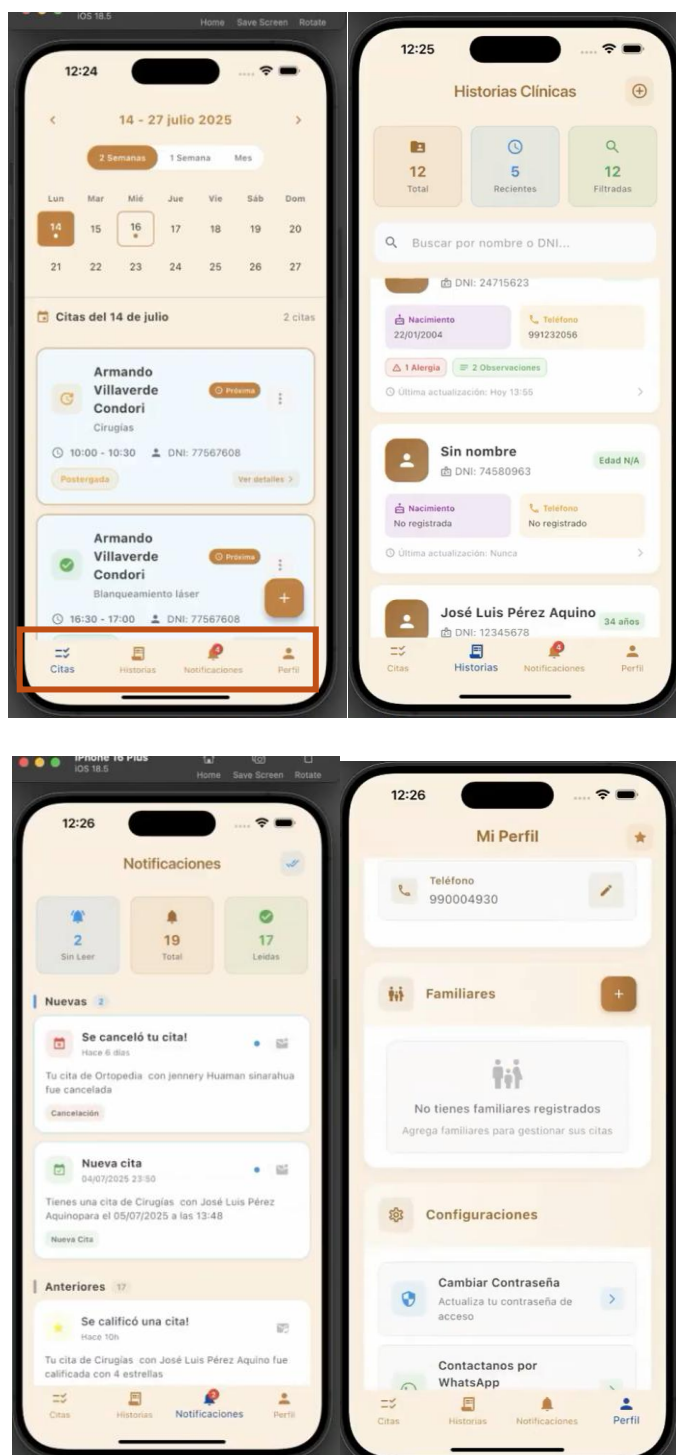 iOS 18.5
Home Save Screen Rotate
12:24
14 - 27 julio 2025
2 Semanas 1 Semana Mes
Lun Mar Mié Jue Vie Sáb Dom
14 15 16 17 18 19 20
21 22 23 24 25 26 27
Citas del 14 de julio 2 citas
Armando
Villaverde
Condori
Próxima
Cirugías
10:00 - 10:30 DNI: 77567608
Postergada Ver detalles >
Armando
Villaverde
Condori
Próxima
Blanqueamiento láser
16:30 - 17:00 DNI: 77567608
+
Citas Historias Notificaciones 4 Perfil
12:25
Historias Clínicas
12 5 12
Total Recientes Filtradas
Buscar por nombre o DNI...
DNI: 24715623
Nacimiento Teléfono
22/01/2004 991232056
1 Alergia 2 Observaciones
Última actualización: Hoy 13:55
Sin nombre
Edad N/A
DNI: 74580963
Nacimiento Teléfono
No registrada No registrado
Última actualización: Nunca
José Luis Pérez Aquino
34 años
DNI: 12345678
Citas Historias Notificaciones 4 Perfil
iPhone 16 Plus
iOS 18.5
Home Save Screen Rotate
12:26
Notificaciones
2 19 17
Sin Leer Total Leídas
Nuevas 2
Se canceló tu cita!
Hace 6 días
Tu cita de Ortopedia con jennery Huaman sinarahua
fue cancelada
Cancelación
Nueva cita
04/07/2025 23:50
Tienes una cita de Cirugías con José Luis Pérez
Aquinopara el 05/07/2025 a las 13:48
Nueva Cita
Anteriores 17
Se calificó una cita!
Hace 10h
Tu cita de Cirugías con José Luis Pérez Aquino fue
calificada con 4 estrellas
Citas Historias Notificaciones Perfil
12:26
Mi Perfil
Teléfono
990004930
Familiares
+
No tienes familiares registrados
Agrega familiares para gestionar sus citas
Configuraciones
Cambiar Contraseña
Actualiza tu contraseña de
acceso
Contactanos por
WhatsApp
Citas Historias Notificaciones Perfil